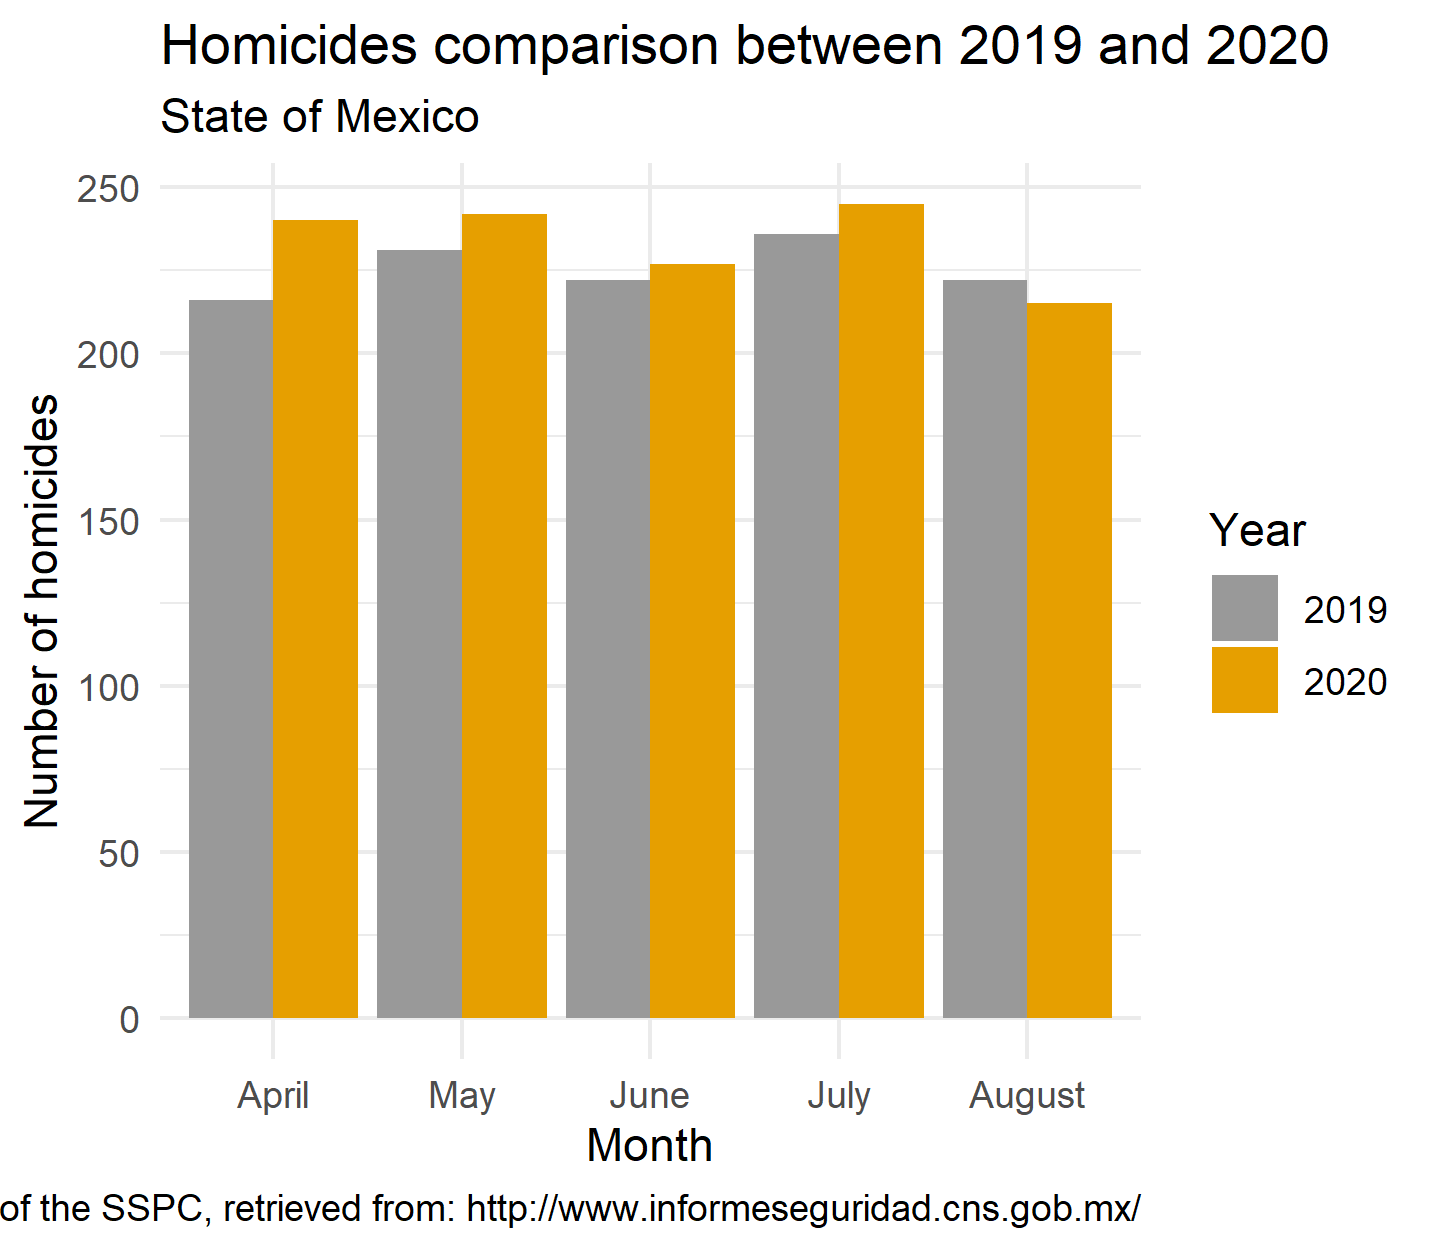 Homicides comparison between 2019 and 2020
State of Mexico
250
200
150
100
50
0
Number of homicides
April May June July August
Month
Year
2019
2020
of the SSPC, retrieved from: http://www.informeseguridad.cns.gob.mx/